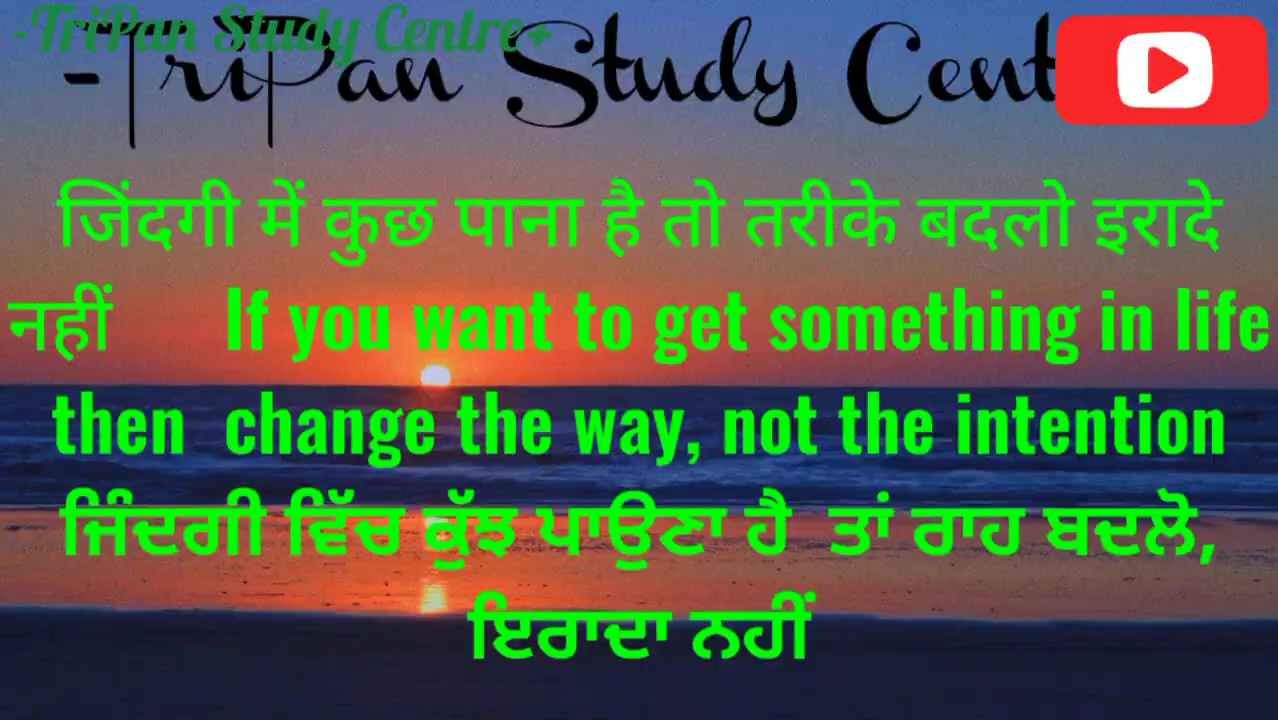 -TriPan Study Centre+
-TriPan Study Cent
जिंदगी में कुछ पाना है तो तरीके बदलो इरादे
नहीं If you want to get something in life
then change the way, not the intention
ਜਿੰਦਗੀ ਵਿੱਚ ਕੁੱਝ ਪਾਉਣਾ ਹੈ ਤਾਂ ਰਾਹ ਬਦਲੋ,
ਇਰਾਦਾ ਨਹੀਂ